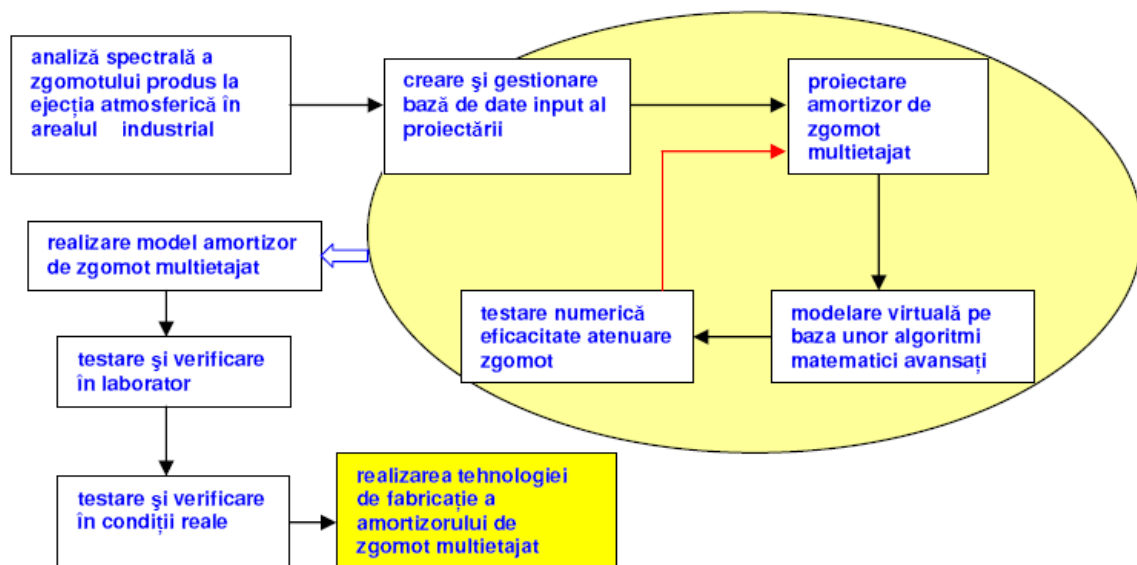 analiză spectrală a
zgomotului produs la
ejecția atmosferică în
arealul industrial
creare şi gestionare
bază de date input al
proiectării
proiectare
amortizor de
zgomot
multietajat
realizare model amortizor
de zgomot multietajat
testare numerică
eficacitate atenuare
zgomot
modelare virtuală pe
baza unor algoritmi
matematici avansați
testare şi verificare
în laborator
testare şi verificare
în condiții reale
realizarea tehnologiei
de fabricație a
amortizorului de
zgomot multietajat